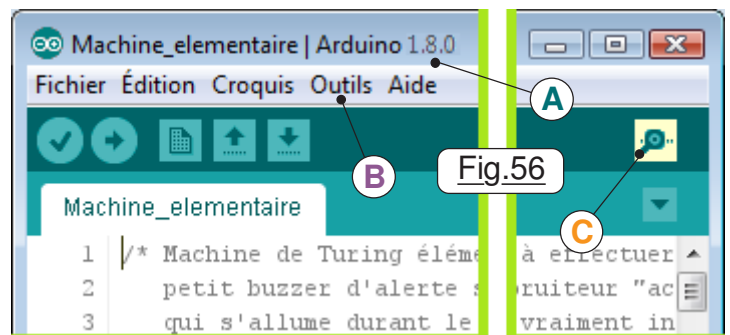 Machine_elementaire | Arduino 1.8.0
Fichier Édition Croquis Outils Aide
A
B
Fig.56
Machine_elementaire
C
1 /* Machine de Turing éléme à effectuer
2 petit buzzer d'alerte s bruiteur "ac
3 qui s'allume durant le vraiment in